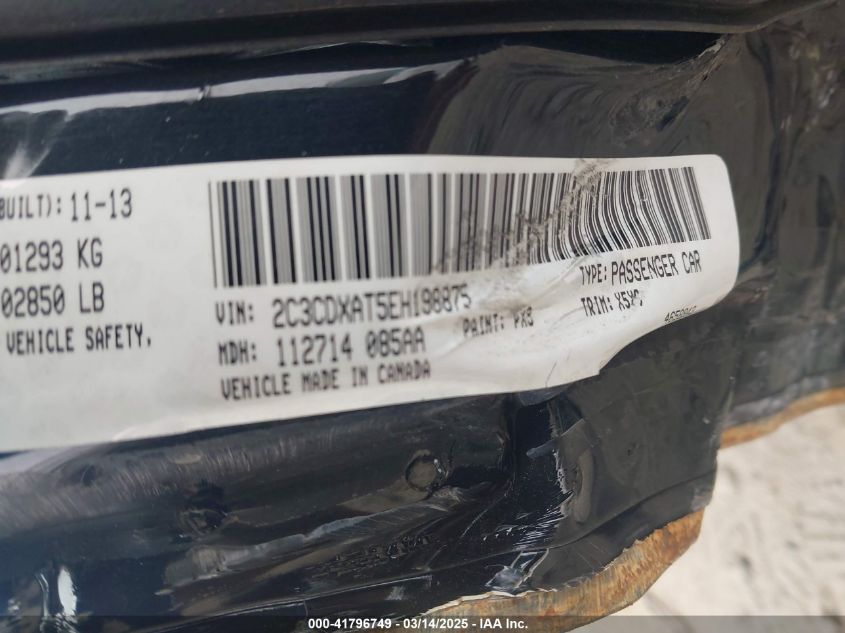 BUILT): 11-13
01293 KG
02850 LB
VEHICLE SAFETY.
VIN: 2C3CDXAT5EH198875
TYPE: PASSENGER CAR
MDH: 112714 085AA
PAINT: PX8
TRIM:
VEHICLE MADE IN CANADA
000-41796749 - 03/14/2025 - IAA Inc.